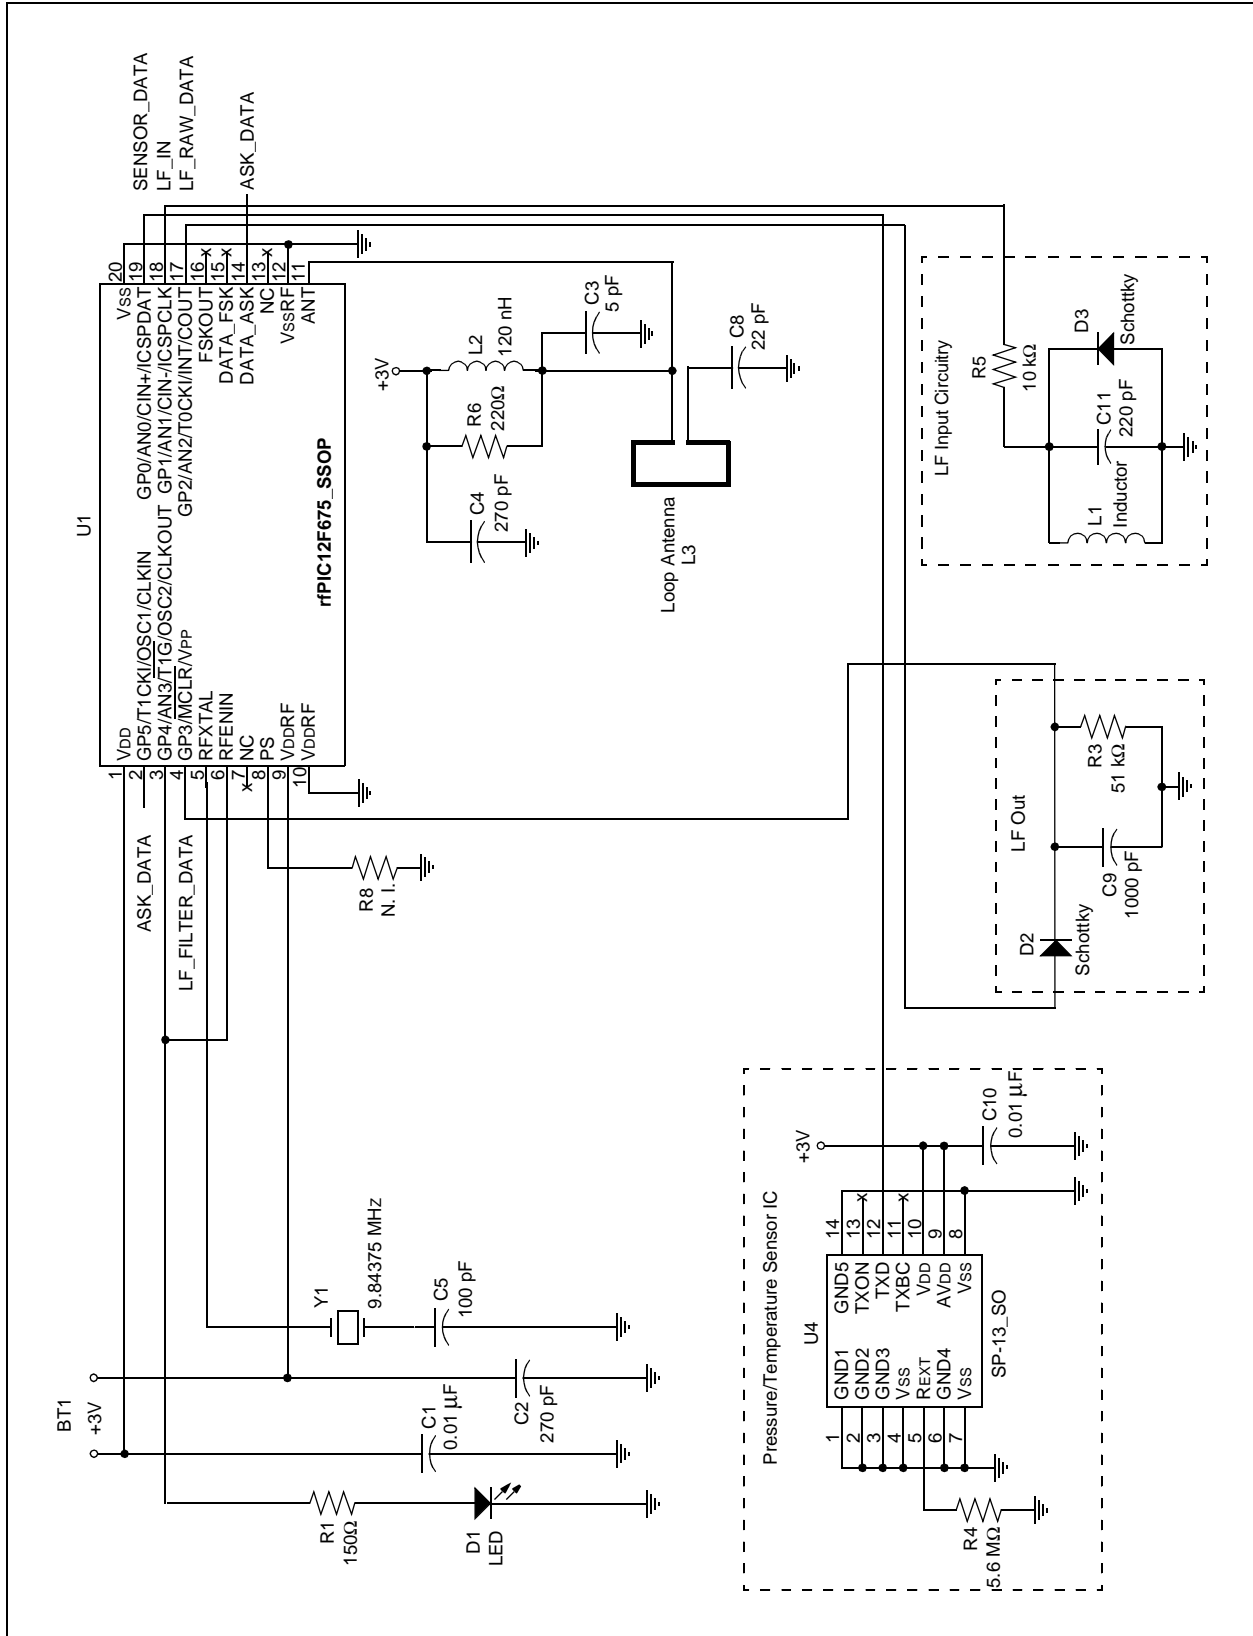 SENSOR_DATA
LF_IN
LF_RAW_DATA
ASK_DATA
U1
rfPIC12F675_SSOP
1 VDD
2 GP5/T1CKI/OSC1/CLKIN
3 GP4/AN3/T1G/OSC2/CLKOUT
4 GP3/MCLR/VPP
5 RFXTAL
6 RFENIN
7 NC
8 PS
9 VDDRF
10 VDDRF
VSS 20
GP0/AN0/CIN+/ICSPDAT 19
GP1/AN1/CIN-/ICSPCLK 18
GP2/AN2/T0CKI/INT/COUT 17
FSKOUT 16
DATA_FSK 15
DATA_ASK 14
NC 13
VSSRF 12
ANT 11
x
x
x
x
ASK_DATA
LF_FILTER_DATA
R8
N. I.
+3V
L2
120 nH
R6
220Ω
C4
270 pF
C3
5 pF
C8
22 pF
Loop Antenna
L3
LF Input Circuitry
R5
10 kΩ
D3
Schottky
C11
220 pF
L1
Inductor
LF Out
D2
Schottky
C9
1000 pF
R3
51 kΩ
BT1
+3V
Y1
9.84375 MHz
C5
100 pF
C2
270 pF
C1
0.01 µF
R1
150Ω
D1
LED
Pressure/Temperature Sensor IC
+3V
C10
0.01 µF
U4
SP-13_SO
1 GND1
2 GND2
3 GND3
4 VSS
5 REXT
6 GND4
7 VSS
GND5 14
TXON 13
TXD 12
TXBC 11
VDD 10
AVDD 9
VSS 8
x
x
R4
5.6 MΩ